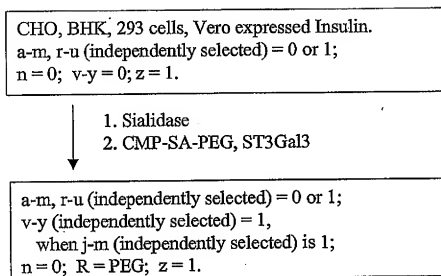 CHO, BHK, 293 cells, Vero expressed Insulin.
a-m, r-u (independently selected) = 0 or 1;
n = 0; v-y = 0; z = 1.
1. Sialidase
2. CMP-SA-PEG, ST3Gal3
a-m, r-u (independently selected) = 0 or 1;
v-y (independently selected) = 1,
when j-m (independently selected) is 1;
n = 0; R = PEG; z = 1.